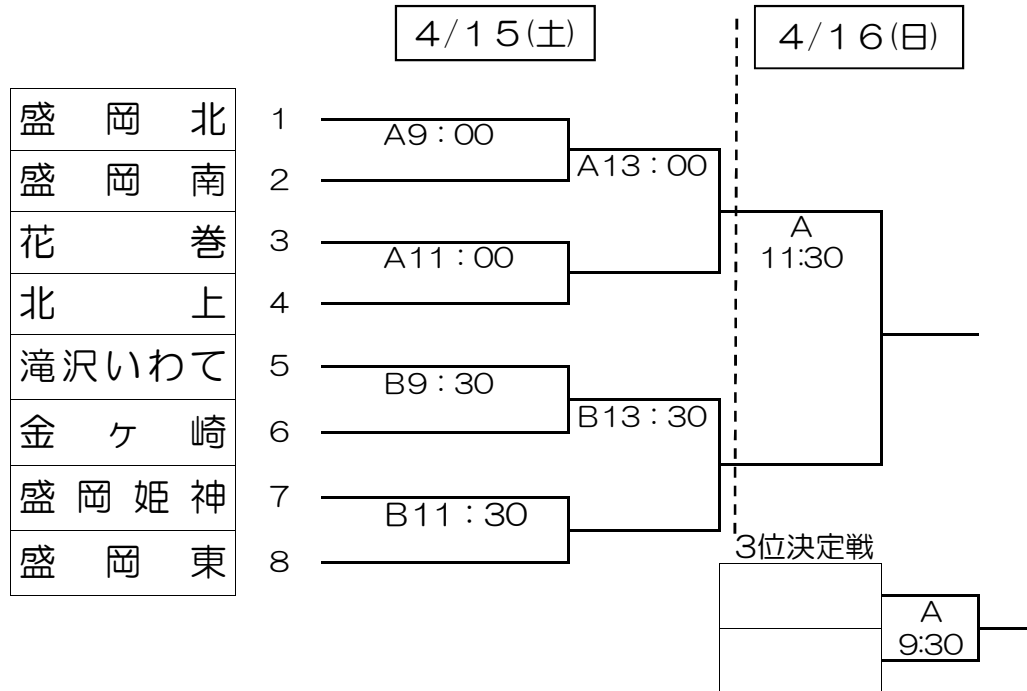 4/15(土)
4/16(日)
盛岡北 1
A9:00
盛岡南 2
A13:00
花巻 3
A11:00
北上 4
A
11:30
滝沢いわて 5
B9:30
金ヶ崎 6
B13:30
盛岡姫神 7
B11:30
盛岡東 8
3位決定戦
A
9:30